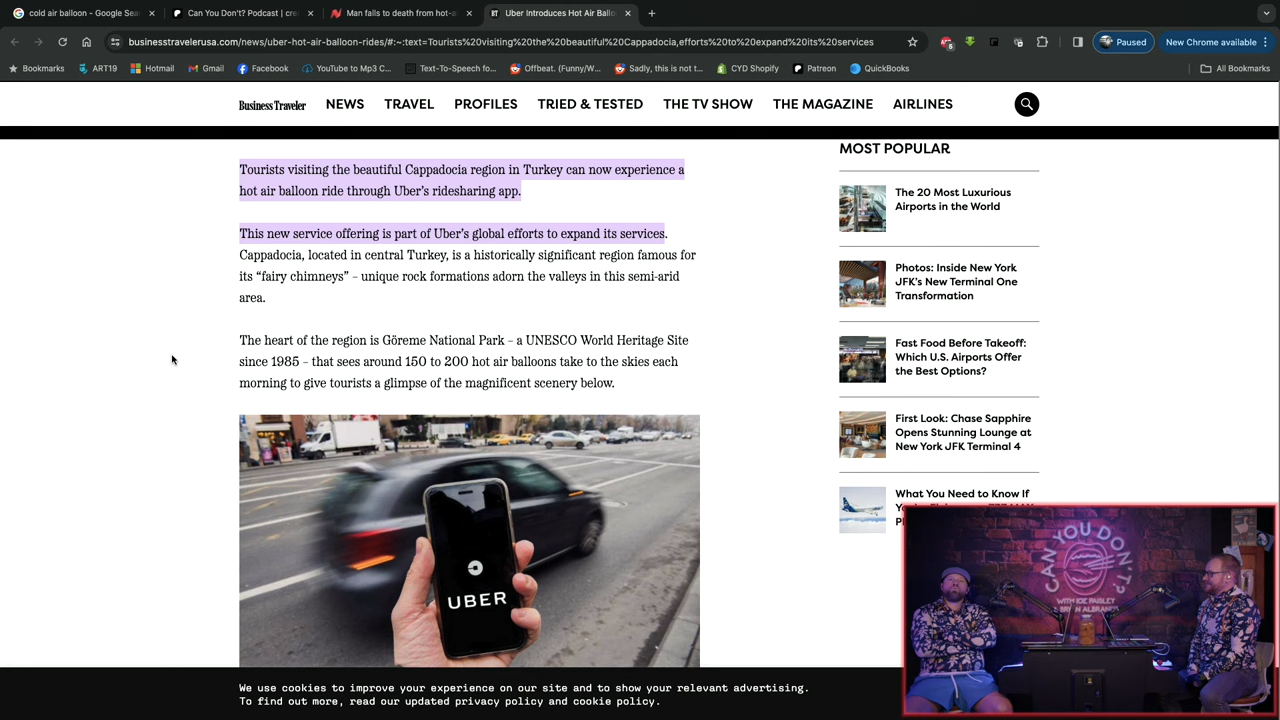 cold air balloon - Google Sea
Can You Don't? Podcast | cre
Man falls to death from hot-a
Uber Introduces Hot Air Ballo
businesstravelerusa.com/news/uber-hot-air-balloon-rides/#:~:text=Tourists%20visiting%20the%20beautiful%20Cappadocia,efforts%20to%20expand%20its%20services
Paused
New Chrome available
Bookmarks
ART19
Hotmail
Gmail
Facebook
YouTube to Mp3 C...
Text-To-Speech fo...
Offbeat. (Funny/W...
Sadly, this is not t...
CYD Shopify
Patreon
QuickBooks
All Bookmarks
Business Traveler
NEWS
TRAVEL
PROFILES
TRIED & TESTED
THE TV SHOW
THE MAGAZINE
AIRLINES
Tourists visiting the beautiful Cappadocia region in Turkey can now experience a
hot air balloon ride through Uber's ridesharing app.
This new service offering is part of Uber's global efforts to expand its services.
Cappadocia, located in central Turkey, is a historically significant region famous for
its “fairy chimneys” – unique rock formations adorn the valleys in this semi-arid
area.
The heart of the region is Göreme National Park – a UNESCO World Heritage Site
since 1985 – that sees around 150 to 200 hot air balloons take to the skies each
morning to give tourists a glimpse of the magnificent scenery below.
UBER
MOST POPULAR
The 20 Most Luxurious
Airports in the World
Photos: Inside New York
JFK's New Terminal One
Transformation
Fast Food Before Takeoff:
Which U.S. Airports Offer
the Best Options?
First Look: Chase Sapphire
Opens Stunning Lounge at
New York JFK Terminal 4
What You Need to Know If
CAN YOU DON'T?
WITH JOE PAISLEY
& BRYAN ALBRANDT
We use cookies to improve your experience on our site and to show your relevant advertising.
To find out more, read our updated privacy policy and cookie policy.